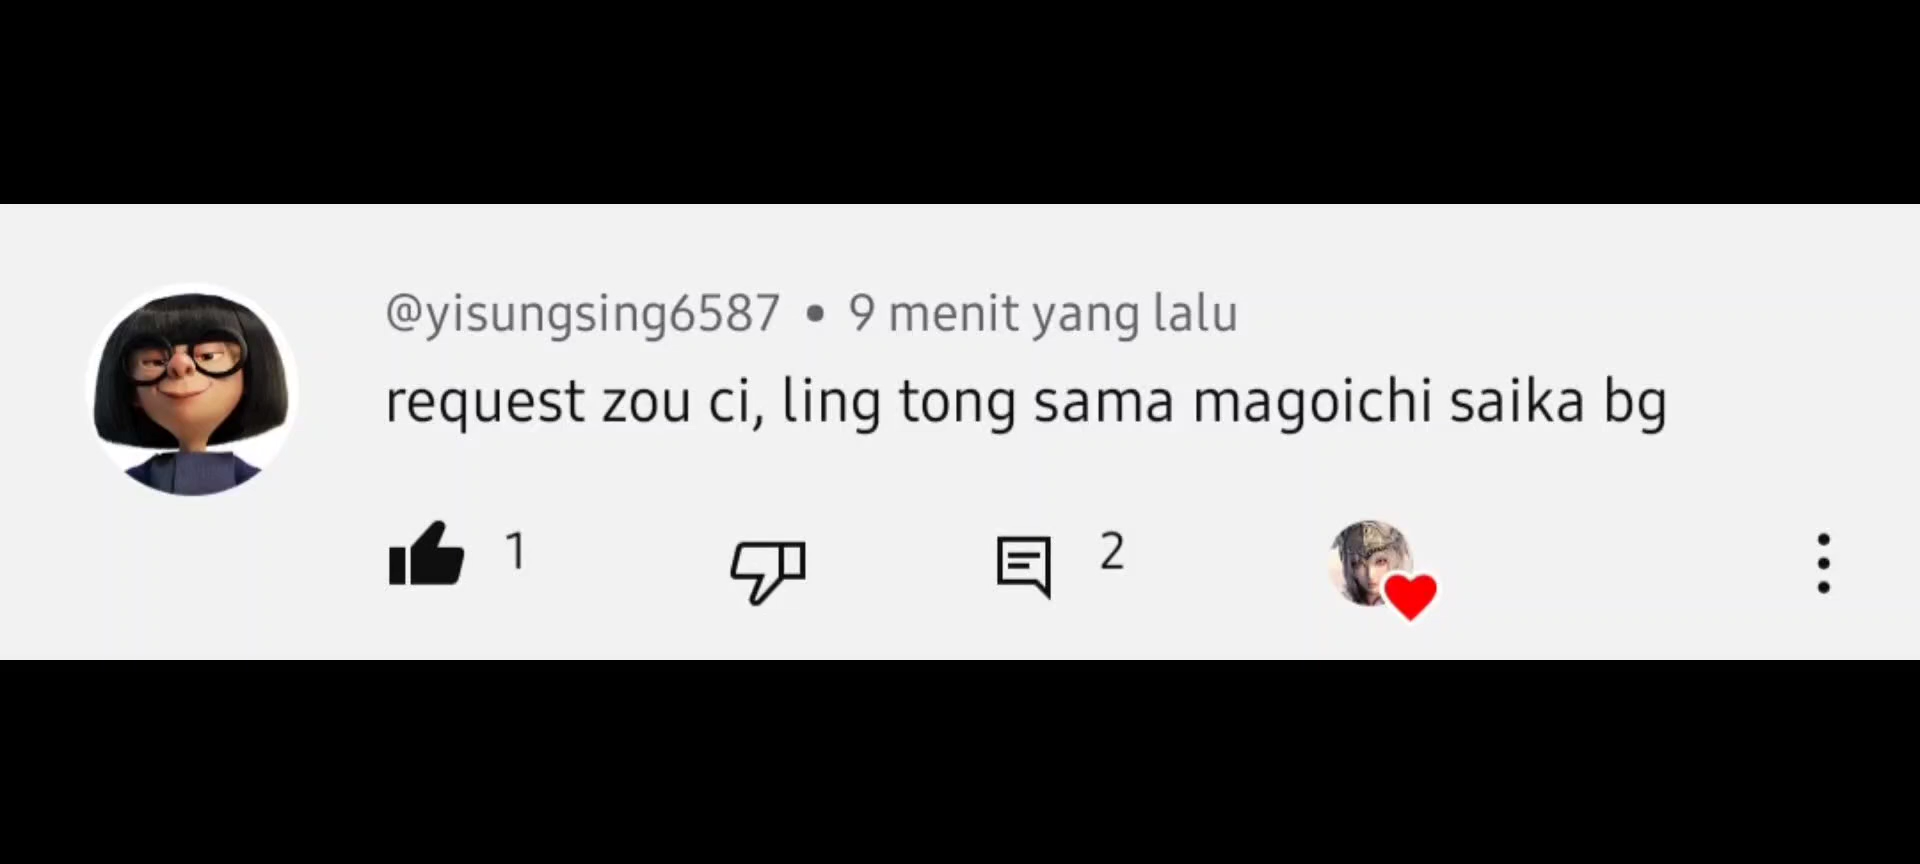 @yisungsing6587 • 9 menit yang lalu
request zou ci, ling tong sama magoichi saika bg
1
2